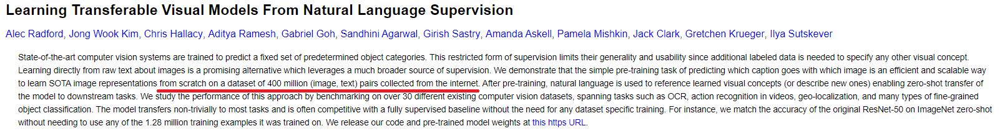 Learning Transferable Visual Models From Natural Language Supervision
Alec Radford, Jong Wook Kim, Chris Hallacy, Aditya Ramesh, Gabriel Goh, Sandhini Agarwal, Girish Sastry, Amanda Askell, Pamela Mishkin, Jack Clark, Gretchen Krueger, Ilya Sutskever
State-of-the-art computer vision systems are trained to predict a fixed set of predetermined object categories. This restricted form of supervision limits their generality and usability since additional labeled data is needed to specify any other visual concept.
Learning directly from raw text about images is a promising alternative which leverages a much broader source of supervision. We demonstrate that the simple pre-training task of predicting which caption goes with which image is an efficient and scalable way
to learn SOTA image representations from scratch on a dataset of 400 million (image, text) pairs collected from the internet. After pre-training, natural language is used to reference learned visual concepts (or describe new ones) enabling zero-shot transfer of
the model to downstream tasks. We study the performance of this approach by benchmarking on over 30 different existing computer vision datasets, spanning tasks such as OCR, action recognition in videos, geo-localization, and many types of fine-grained
object classification. The model transfers non-trivially to most tasks and is often competitive with a fully supervised baseline without the need for any dataset specific training. For instance, we match the accuracy of the original ResNet-50 on ImageNet zero-shot
without needing to use any of the 1.28 million training examples it was trained on. We release our code and pre-trained model weights at this https URL.